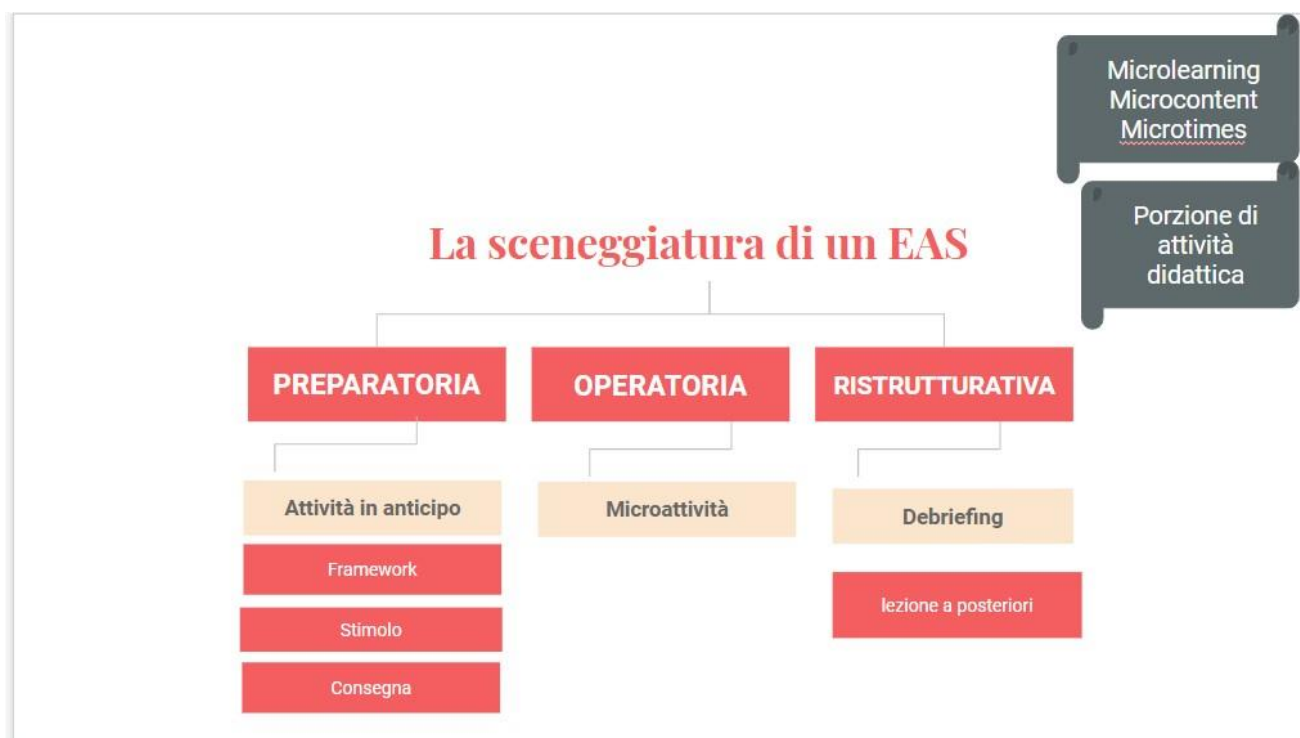 Microlearning
Microcontent
Microtimes
Porzione di
attività
didattica
La sceneggiatura di un EAS
PREPARATORIA
OPERATORIA
RISTRUTTURATIVA
Attività in anticipo
Microattività
Debriefing
Framework
lezione a posteriori
Stimolo
Consegna